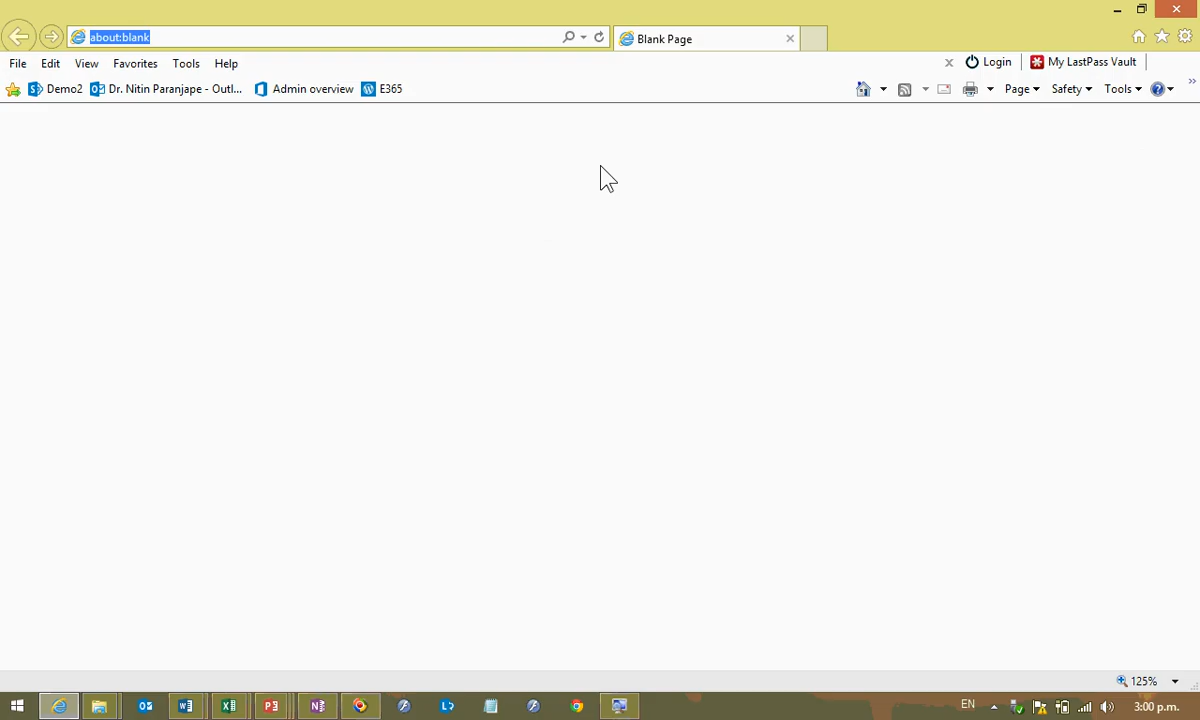 about:blank
Blank Page
File Edit View Favorites Tools Help
Login My LastPass Vault
Demo2 Dr. Nitin Paranjape - Outl... Admin overview E365
Page Safety Tools
125%
EN 3:00 p.m.